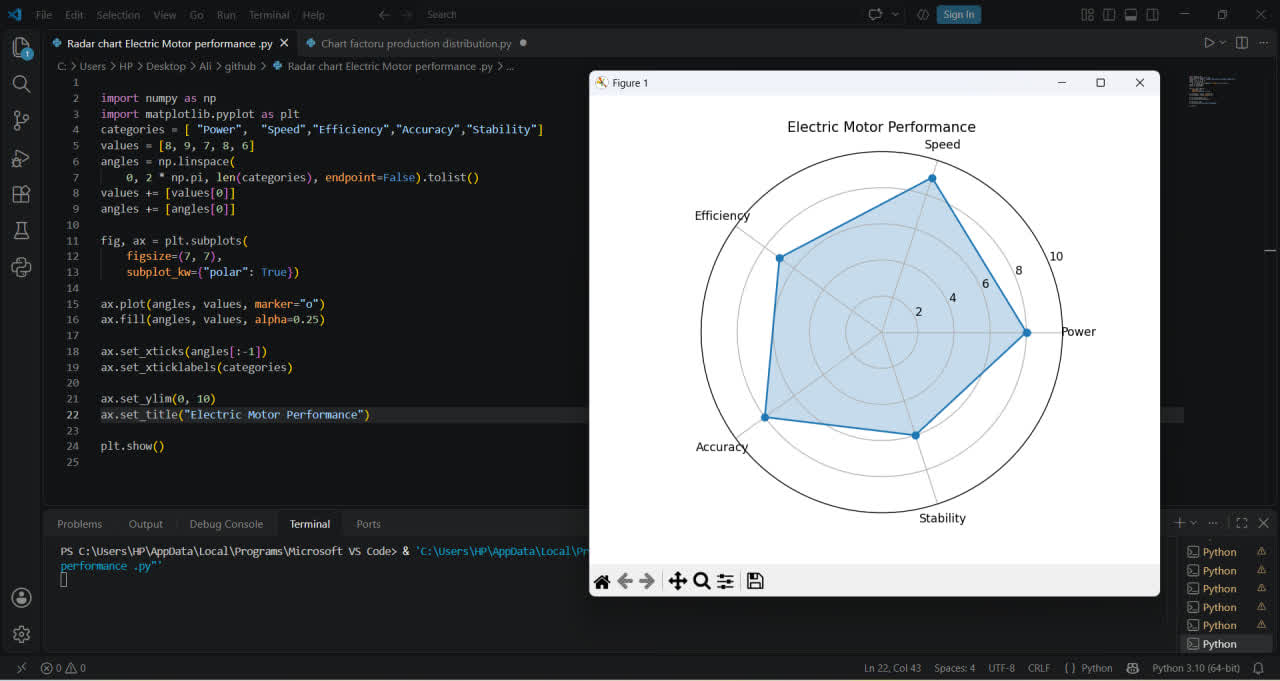 File Edit Selection View Go Run Terminal Help Search Sign In
Radar chart Electric Motor performance .py Chart factoru production distribution.py
C: > Users > HP > Desktop > Ali > github > Radar chart Electric Motor performance .py > ...
1
2 import numpy as np
3 import matplotlib.pyplot as plt
4 categories = [ "Power",  "Speed","Efficiency","Accuracy","Stability"]
5 values = [8, 9, 7, 8, 6]
6 angles = np.linspace(
7     0, 2 * np.pi, len(categories), endpoint=False).tolist()
8 values += [values[0]]
9 angles += [angles[0]]
10
11 fig, ax = plt.subplots(
12     figsize=(7, 7),
13     subplot_kw={"polar": True})
14
15 ax.plot(angles, values, marker="o")
16 ax.fill(angles, values, alpha=0.25)
17
18 ax.set_xticks(angles[:-1])
19 ax.set_xticklabels(categories)
20
21 ax.set_ylim(0, 10)
22 ax.set_title("Electric Motor Performance")
23
24 plt.show()
25
Figure 1
Electric Motor Performance
Speed
Efficiency
10
8
6
4
2
Power
Accuracy
Stability
Problems Output Debug Console Terminal Ports
PS C:\Users\HP\AppData\Local\Programs\Microsoft VS Code> & 'C:\Users\HP\AppData\Local\Pr
performance .py"'
Python
Python
Python
Python
Python
Python
1
0 0 Ln 22, Col 43 Spaces: 4 UTF-8 CRLF { } Python Python 3.10 (64-bit)